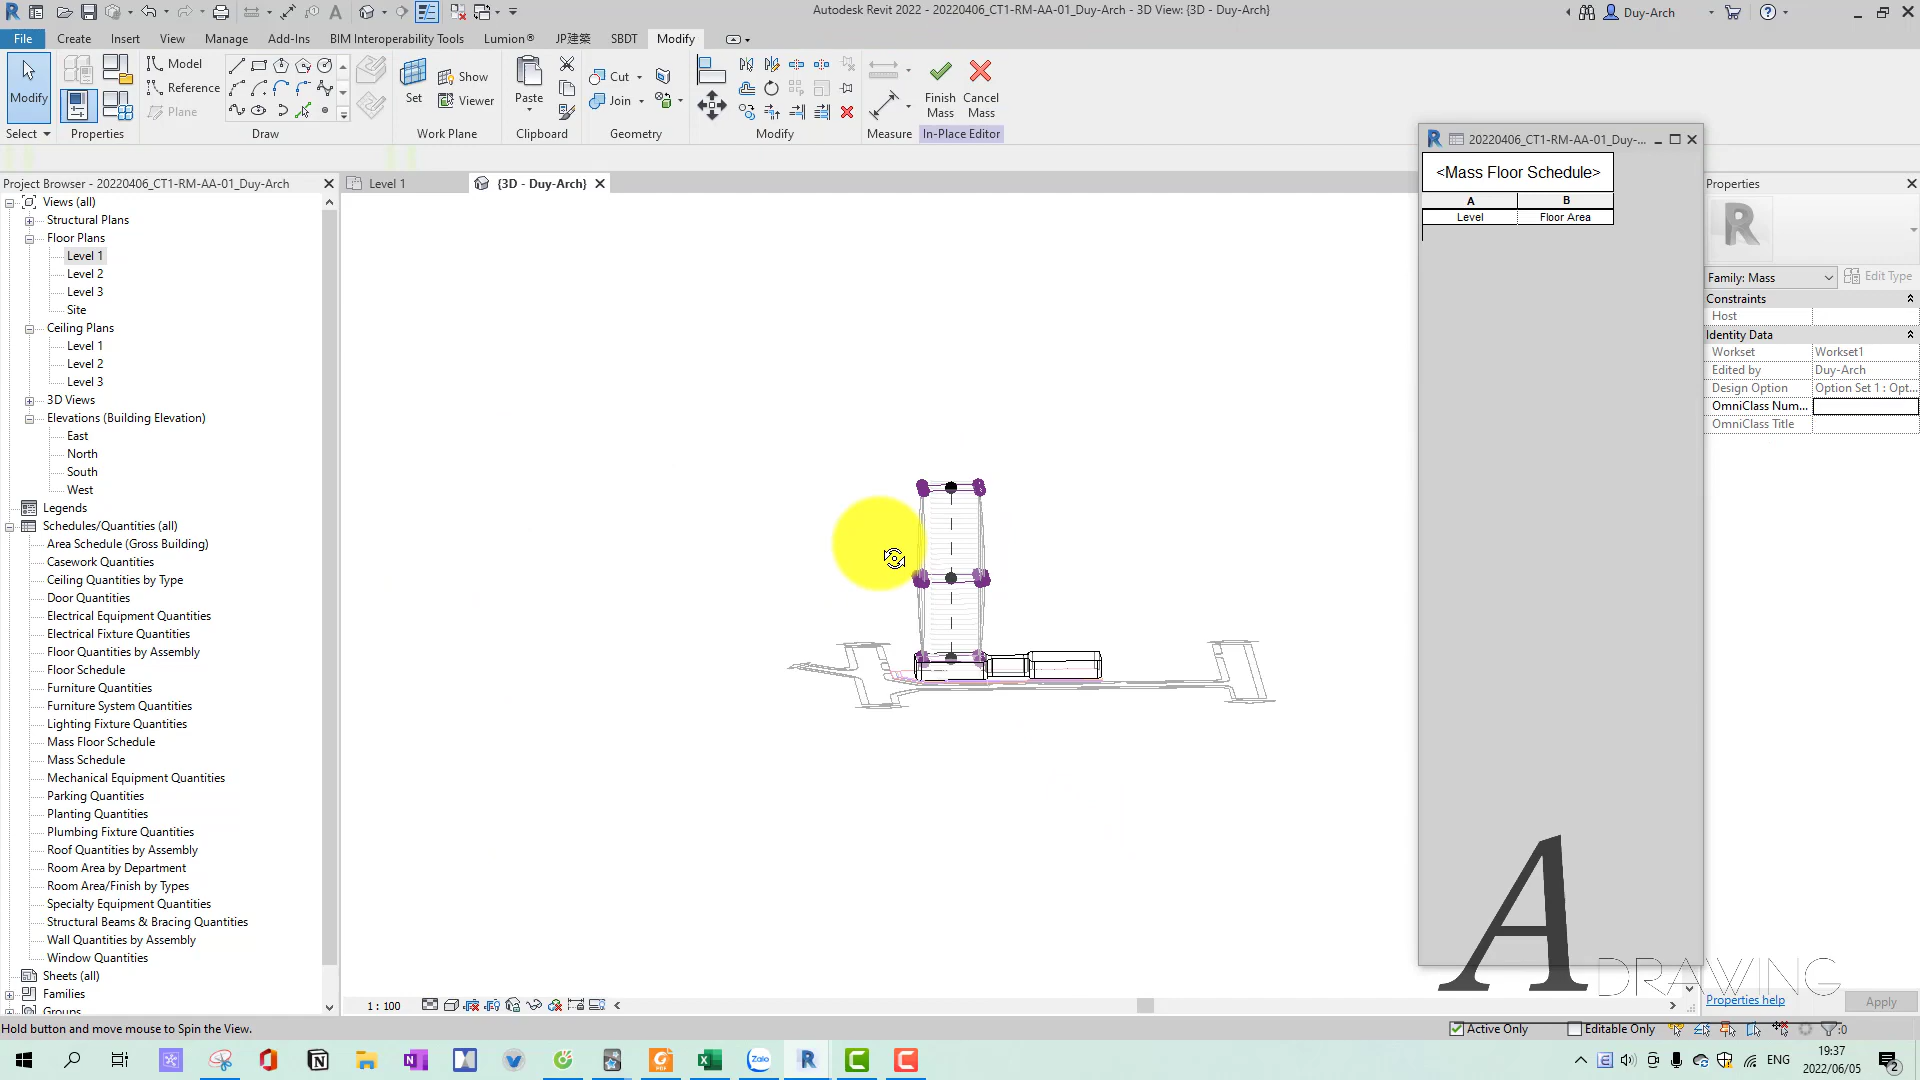 Autodesk Revit 2022 - 20220406_CT1-RM-AA-01_Duy-Arch - 3D View: {3D - Duy-Arch}
Duy-Arch
File Create Insert View Manage Add-Ins BIM Interoperability Tools Lumion® JP建築 SBDT Modify
Modify
Model
Reference
Plane
Set
Show
Viewer
Paste
Cut
Join
Finish Mass
Cancel Mass
Select Properties Draw Work Plane Clipboard Geometry Modify Measure In-Place Editor
Project Browser - 20220406_CT1-RM-AA-01_Duy-Arch
Views (all)
Structural Plans
Floor Plans
Level 1
Level 2
Level 3
Site
Ceiling Plans
Level 1
Level 2
Level 3
3D Views
Elevations (Building Elevation)
East
North
South
West
Legends
Schedules/Quantities (all)
Area Schedule (Gross Building)
Casework Quantities
Ceiling Quantities by Type
Door Quantities
Electrical Equipment Quantities
Electrical Fixture Quantities
Floor Quantities by Assembly
Floor Schedule
Furniture Quantities
Furniture System Quantities
Lighting Fixture Quantities
Mass Floor Schedule
Mass Schedule
Mechanical Equipment Quantities
Parking Quantities
Planting Quantities
Plumbing Fixture Quantities
Roof Quantities by Assembly
Room Area by Department
Room Area/Finish by Types
Specialty Equipment Quantities
Structural Beams & Bracing Quantities
Wall Quantities by Assembly
Window Quantities
Sheets (all)
Families
Groups
Level 1
{3D - Duy-Arch}
20220406_CT1-RM-AA-01_Duy-...
<Mass Floor Schedule>
A B
Level Floor Area
Properties
R
Family: Mass
Edit Type
Constraints
Host
Identity Data
Workset Workset1
Edited by Duy-Arch
Design Option Option Set 1 : Opt...
OmniClass Num...
OmniClass Title
A DRAWING
Properties help
Apply
1 : 100
Hold button and move mouse to Spin the View.
Active Only
Editable Only
:0
Zalo
ENG
19:37
2022/06/05
2